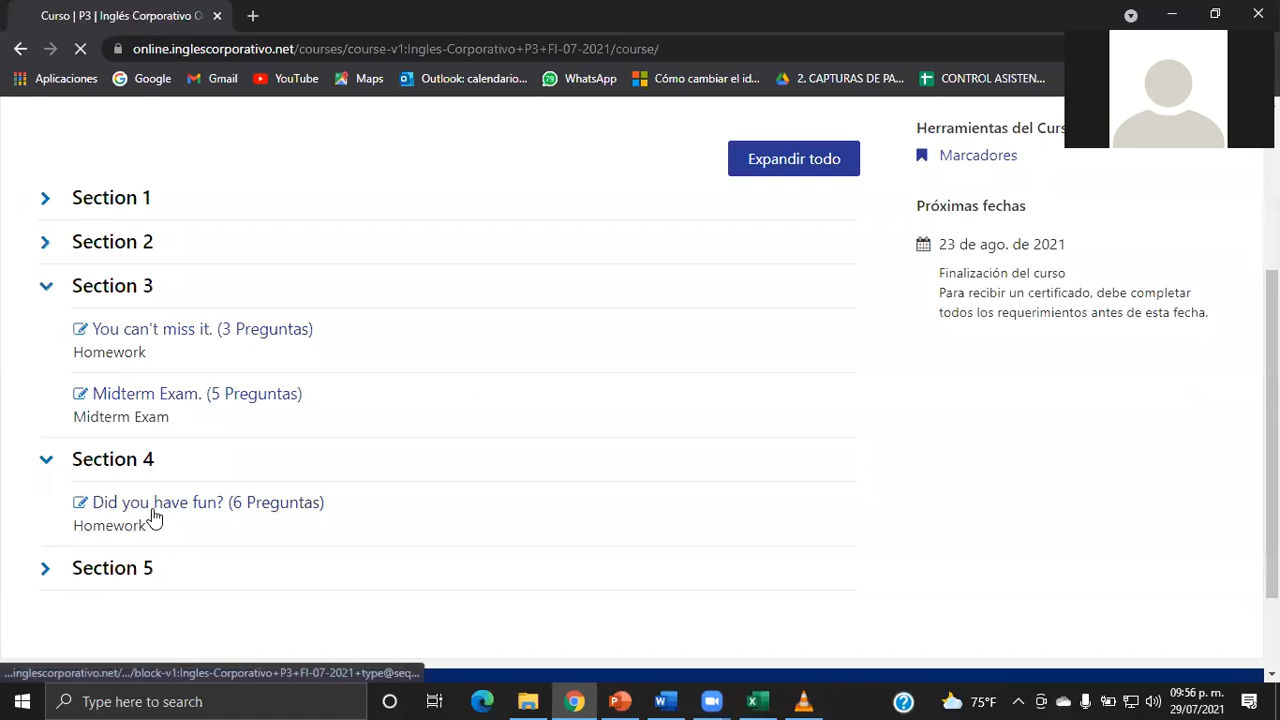 Curso | P3 | Inglés Corporativo O
online.inglescorporativo.net/courses/course-v1:Ingles-Corporativo+P3+FI-07-2021/course/
Aplicaciones Google Gmail YouTube Maps Outlook: calendario... WhatsApp Cómo cambiar el id... 2. CAPTURAS DE PA... CONTROL ASISTEN...
Herramientas del Curs
Expandir todo
Marcadores
Section 1
Próximas fechas
Section 2
23 de ago. de 2021
Finalización del curso
Section 3
Para recibir un certificado, debe completar
todos los requerimientos antes de esta fecha.
You can't miss it. (3 Preguntas)
Homework
Midterm Exam. (5 Preguntas)
Midterm Exam
Section 4
Did you have fun? (6 Preguntas)
Homework
Section 5
...inglescorporativo.net/.../block-v1:Ingles-Corporativo+P3+FI-07-2021+type@seq...
Type here to search
75°F
09:56 p. m.
29/07/2021